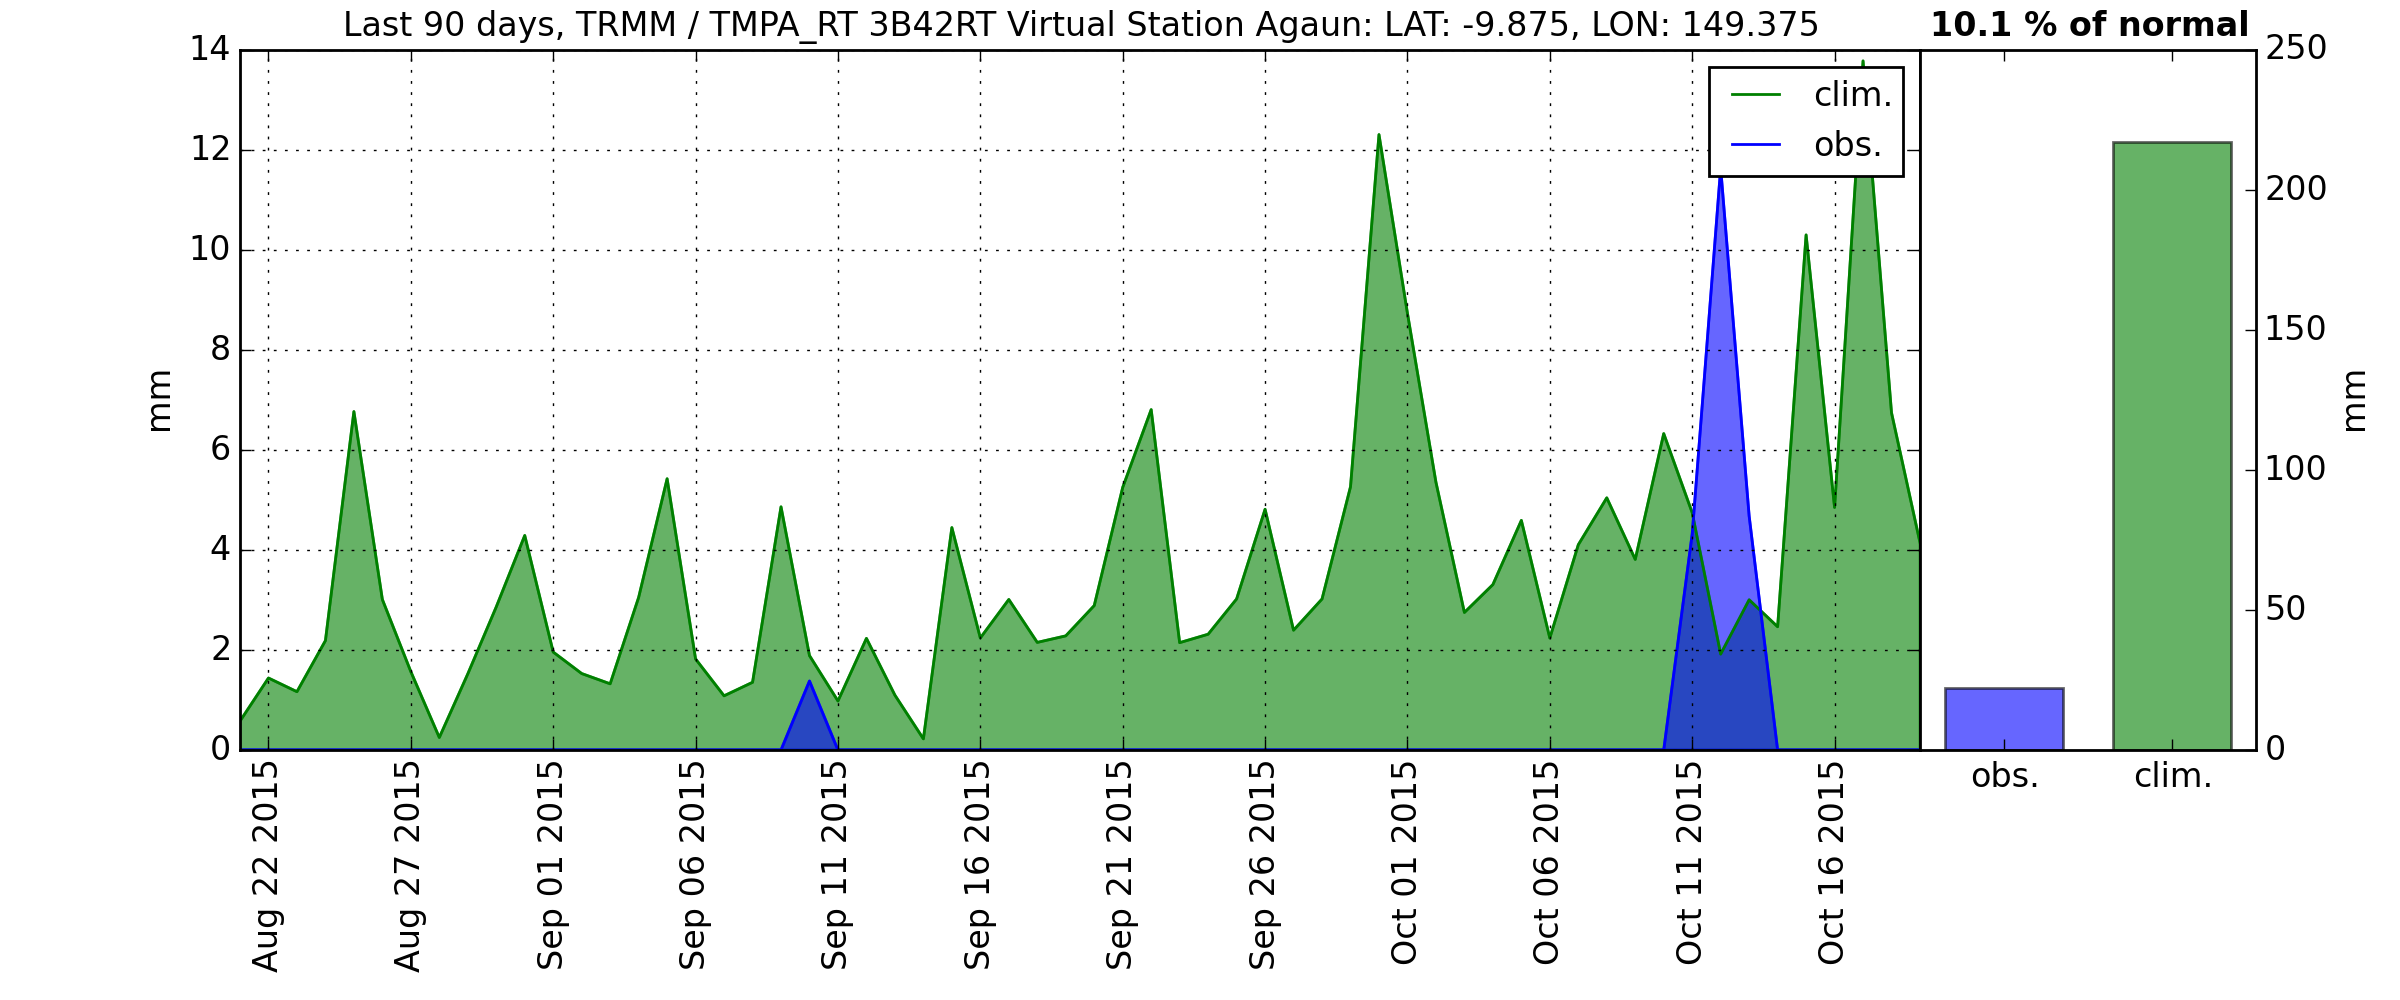 Last 90 days, TRMM / TMPA_RT 3B42RT Virtual Station Agaun: LAT: -9.875, LON: 149.375
10.1 % of normal
14
12
10
8
6
4
2
0
mm
clim.
obs.
250
200
150
100
50
0
mm
Aug 22 2015
Aug 27 2015
Sep 01 2015
Sep 06 2015
Sep 11 2015
Sep 16 2015
Sep 21 2015
Sep 26 2015
Oct 01 2015
Oct 06 2015
Oct 11 2015
Oct 16 2015
obs.
clim.